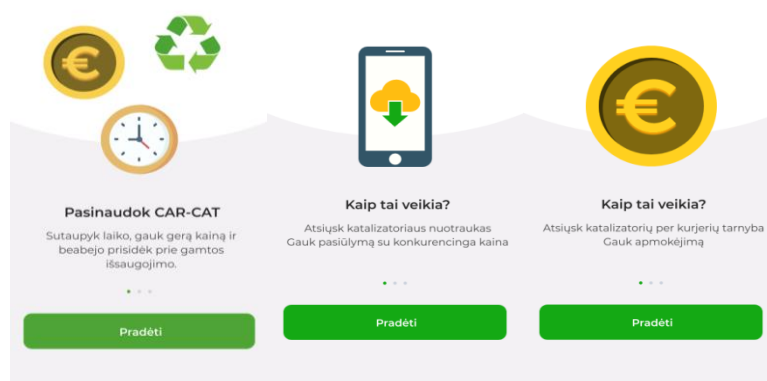 Pasinaudok CAR-CAT
Sutaupyk laiko, gauk gerą kainą ir
beabejo prisidėk prie gamtos
išsaugojimo.
Pradėti
Kaip tai veikia?
Atsiųsk katalizatoriaus nuotraukas
Gauk pasiūlymą su konkurencinga kaina
Pradėti
Kaip tai veikia?
Atsiųsk katalizatorių per kurjerių tarnyba
Gauk apmokėjimą
Pradėti